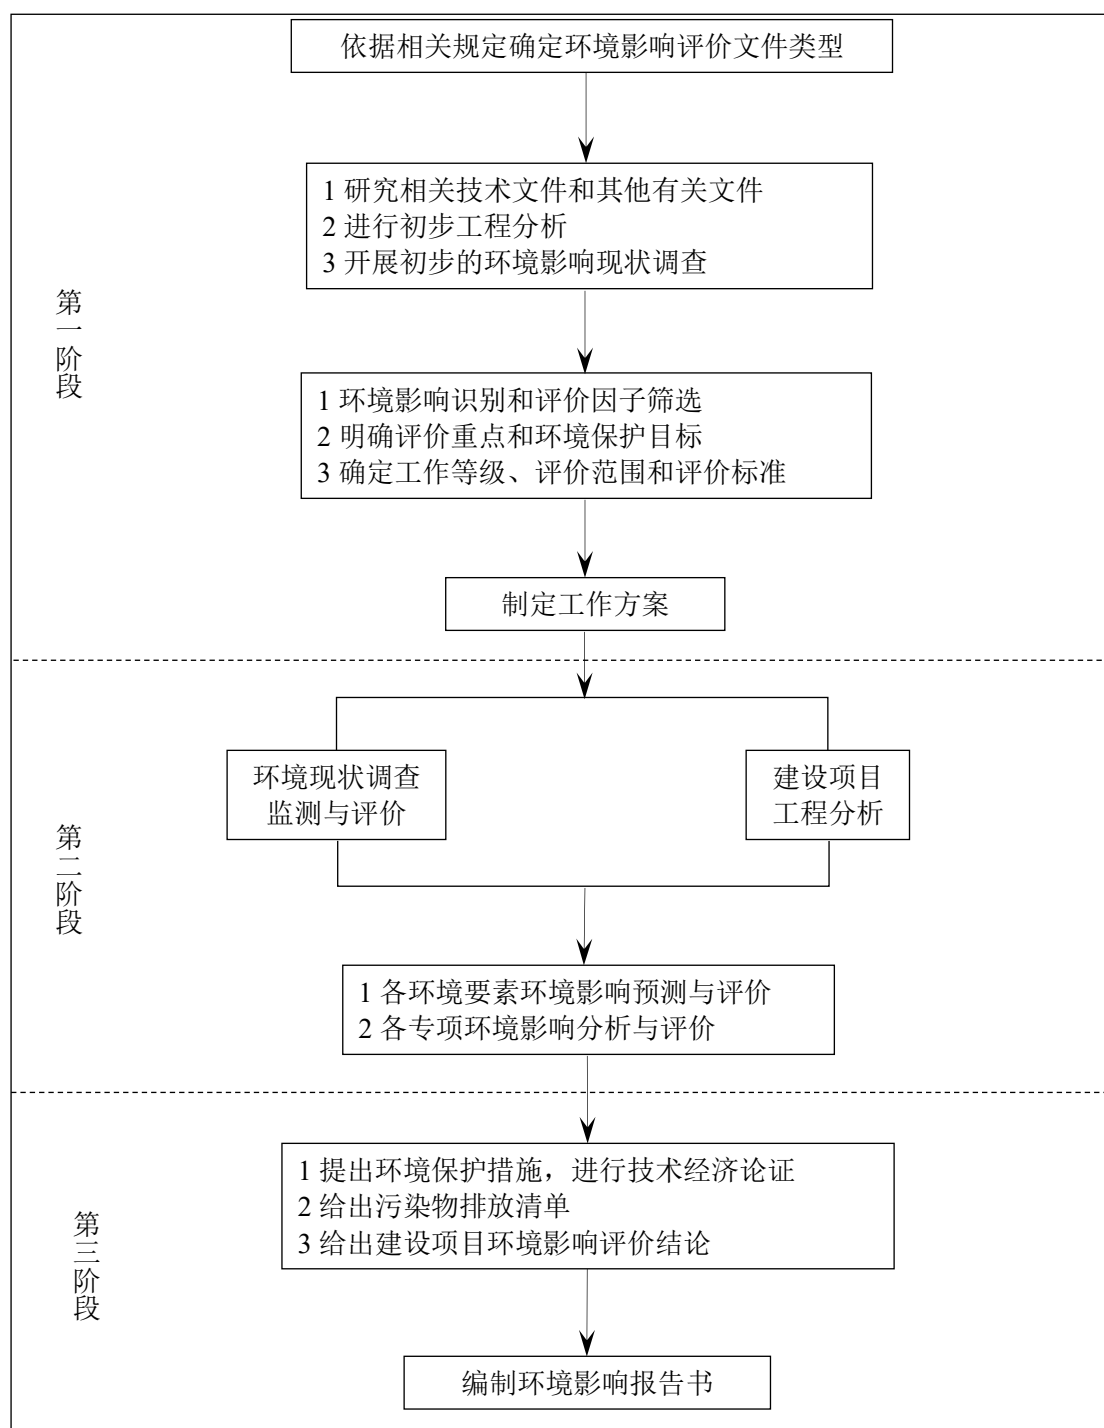 依据相关规定确定环境影响评价文件类型
1 研究相关技术文件和其他有关文件
2 进行初步工程分析
3 开展初步的环境影响现状调查
第一阶段
1 环境影响识别和评价因子筛选
2 明确评价重点和环境保护目标
3 确定工作等级、评价范围和评价标准
制定工作方案
环境现状调查
监测与评价
建设项目
工程分析
第二阶段
1 各环境要素环境影响预测与评价
2 各专项环境影响分析与评价
1 提出环境保护措施，进行技术经济论证
2 给出污染物排放清单
3 给出建设项目环境影响评价结论
第三阶段
编制环境影响报告书